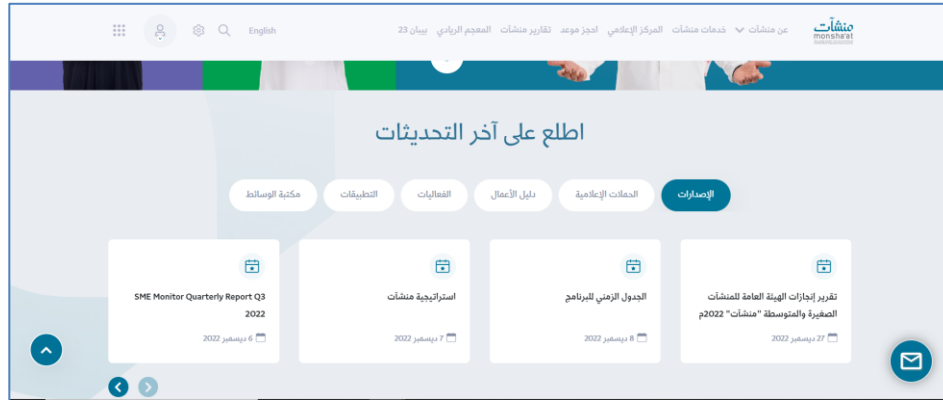 منشآت
monsha'at
عن منشآت
خدمات منشآت
المركز الإعلامي
احجز موعد
تقارير منشآت
المعجم الريادي
بيبان 23
English
اطلع على آخر التحديثات
الإصدارات
الحملات الإعلامية
دليل الأعمال
الفعاليات
التطبيقات
مكتبة الوسائط
تقرير إنجازات الهيئة العامة للمنشآت
الصغيرة والمتوسطة "منشآت" 2022م
27 ديسمبر 2022
الجدول الزمني للبرنامج
8 ديسمبر 2022
استراتيجية منشآت
7 ديسمبر 2022
SME Monitor Quarterly Report Q3
2022
6 ديسمبر 2022